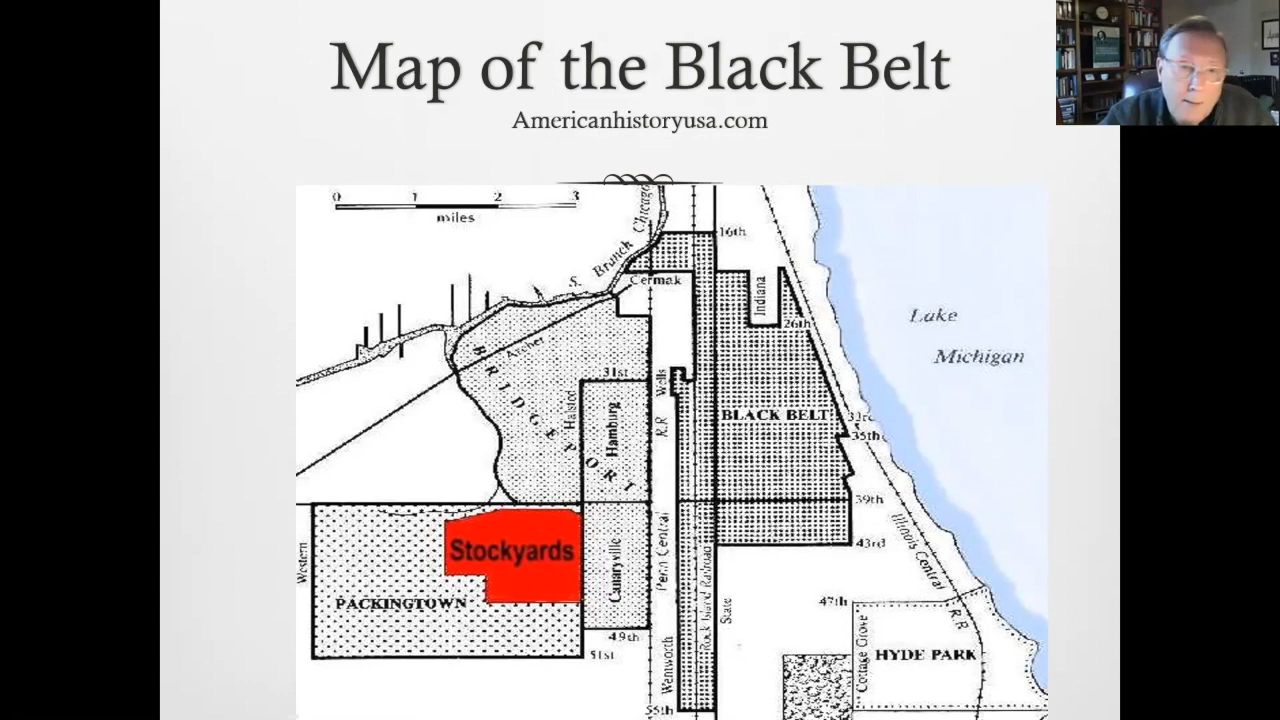 Map of the Black Belt
Americanhistoryusa.com
0 1 2 3
miles
Chicago
16th
S. Branch
Cermak
Indiana
26th
Lake
Michigan
Archer
BRIDGEPORT
31st
Wells
Halsted
Hamburg
R.R
BLACK BELT
33rd
35th
39th
Illinois Central
R.R
43rd
Stockyards
Western
Canaryville
Penn Central
Rock Island Railroad
State
PACKINGTOWN
47th
49th
51st
Wentworth
Cottage Grove
HYDE PARK
55th